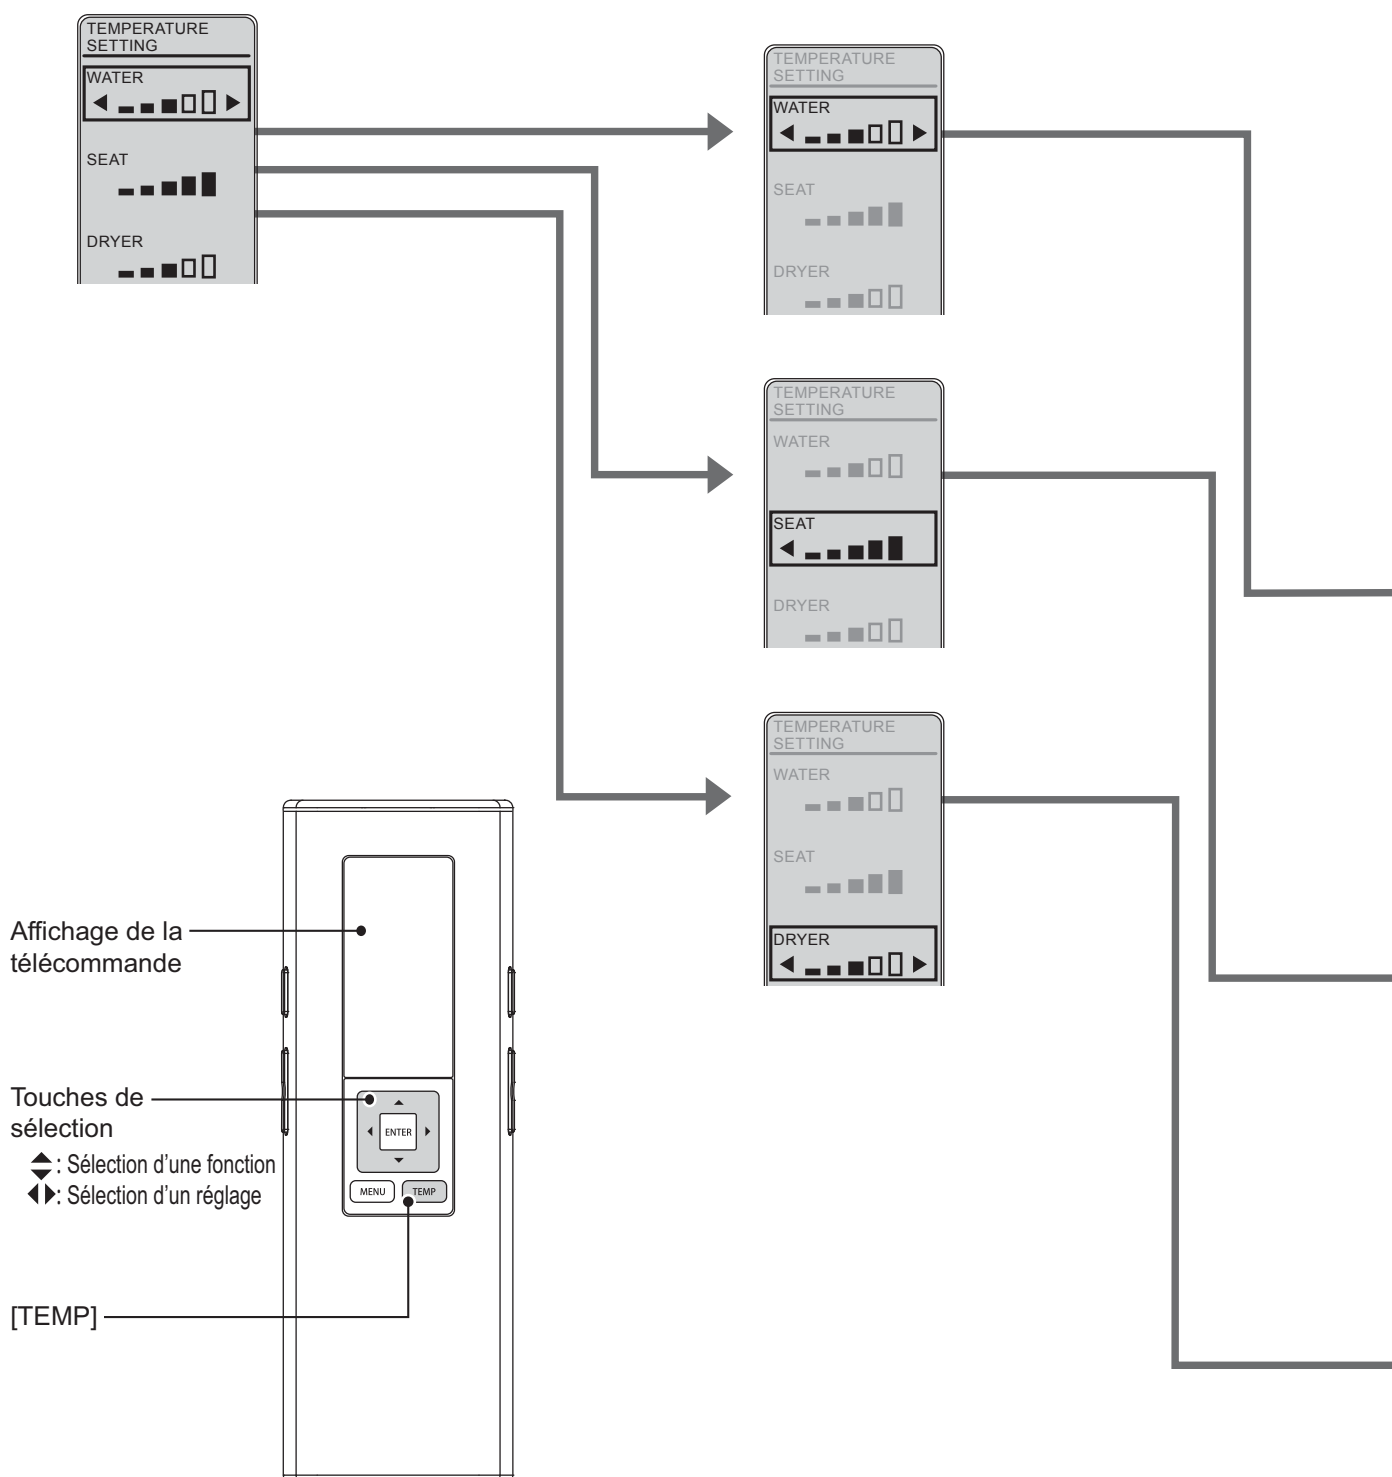 TEMPERATURE
SETTING
WATER
SEAT
DRYER
TEMPERATURE
SETTING
WATER
SEAT
DRYER
TEMPERATURE
SETTING
WATER
SEAT
DRYER
TEMPERATURE
SETTING
WATER
SEAT
DRYER
Affichage de la
télécommande
Touches de
sélection
: Sélection d'une fonction
: Sélection d'un réglage
[TEMP]
ENTER
MENU TEMP